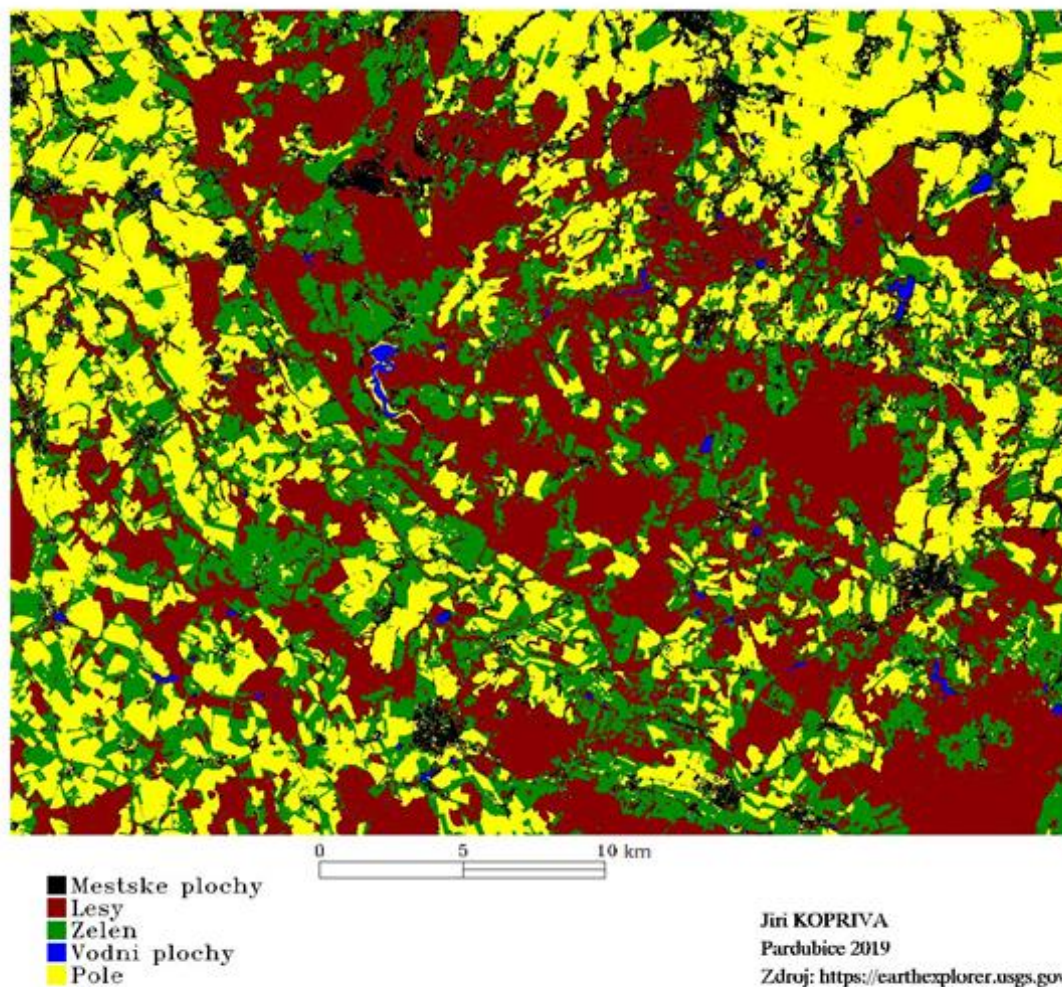 0 5 10 km
Mestske plochy
Lesy
Zelen
Vodni plochy
Pole
Jiri KOPRIVA
Pardubice 2019
Zdroj: https://earthexplorer.usgs.gov